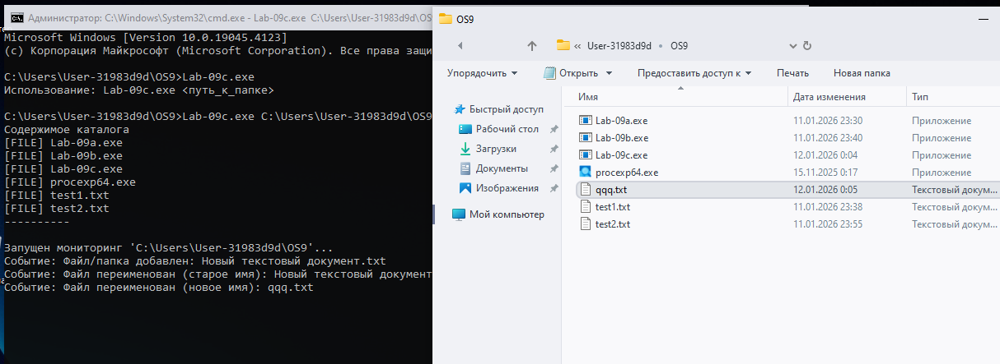 Администратор: C:\Windows\System32\cmd.exe - Lab-09c.exe C:\Users\User-31983d9d\OS9
Microsoft Windows [Version 10.0.19045.4123]
(c) Корпорация Майкрософт (Microsoft Corporation). Все права защи
C:\Users\User-31983d9d\OS9>Lab-09c.exe
Использование: Lab-09c.exe <путь_к_папке>
C:\Users\User-31983d9d\OS9>Lab-09c.exe C:\Users\User-31983d9d\OS9
Содержимое каталога
[FILE] Lab-09a.exe
[FILE] Lab-09b.exe
[FILE] Lab-09c.exe
[FILE] procexp64.exe
[FILE] test1.txt
[FILE] test2.txt
----------
Запущен мониторинг 'C:\Users\User-31983d9d\OS9'...
Событие: Файл/папка добавлен: Новый текстовый документ.txt
Событие: Файл переименован (старое имя): Новый текстовый документ
Событие: Файл переименован (новое имя): qqq.txt
OS9
« User-31983d9d • OS9
Упорядочить Открыть Предоставить доступ к Печать Новая папка
Быстрый доступ
Рабочий стол
Загрузки
Документы
Изображения
Мой компьютер
Имя Дата изменения Тип
Lab-09a.exe 11.01.2026 23:30 Приложение
Lab-09b.exe 11.01.2026 23:40 Приложение
Lab-09c.exe 12.01.2026 0:04 Приложение
procexp64.exe 15.11.2025 0:17 Приложение
qqq.txt 12.01.2026 0:05 Текстовый докум...
test1.txt 11.01.2026 23:38 Текстовый докум...
test2.txt 11.01.2026 23:55 Текстовый докум...